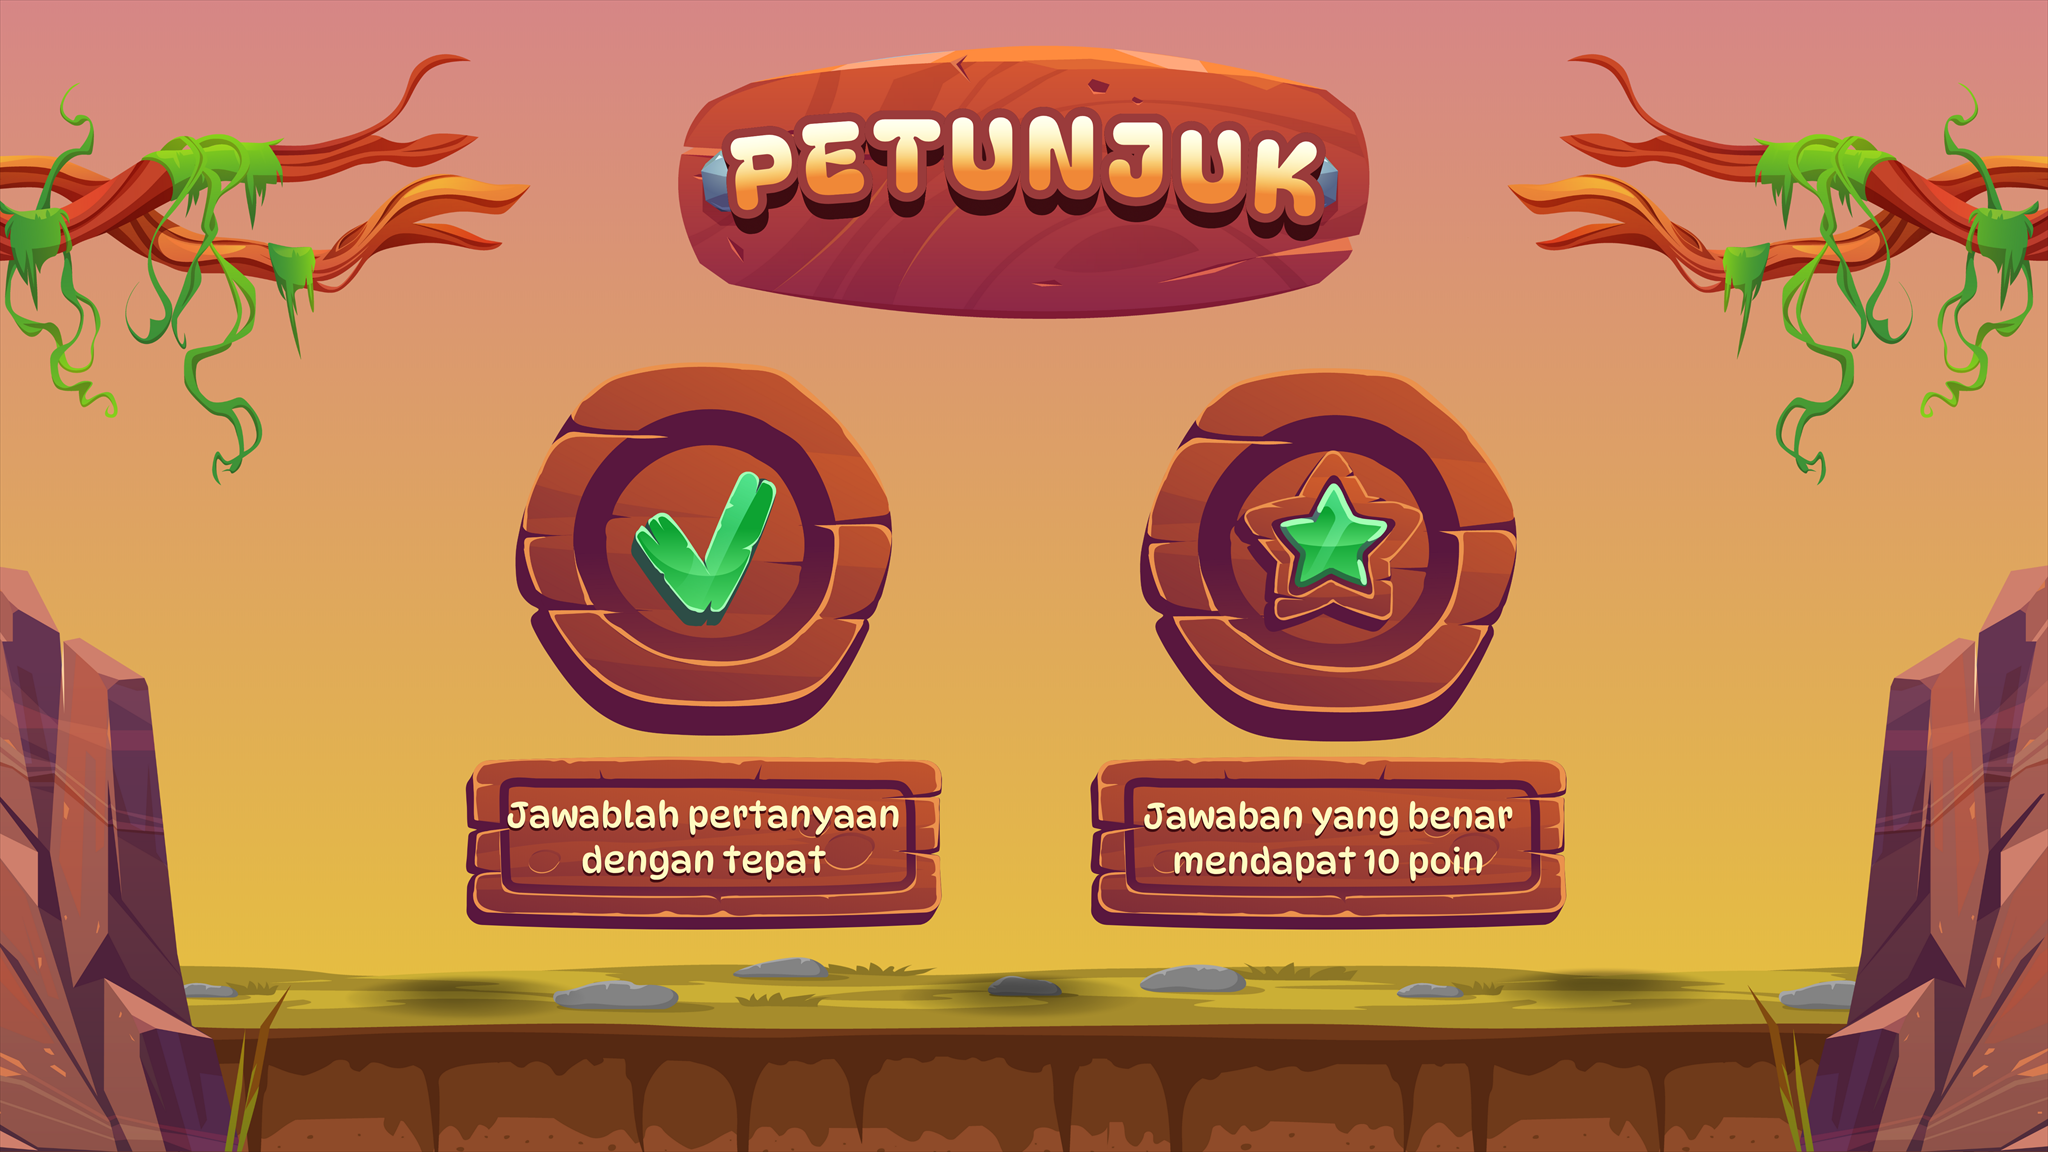 PETUNJUK
Jawablah pertanyaan
dengan tepat
Jawaban yang benar
mendapat 10 poin